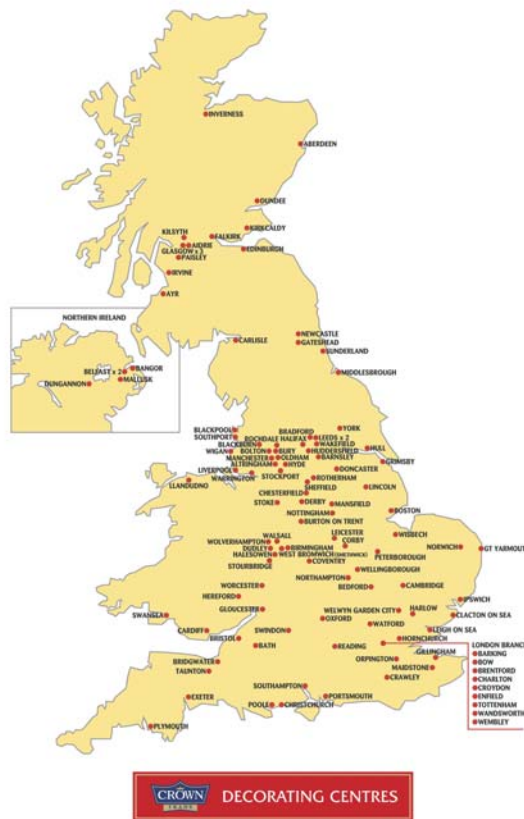 INVERNESS
ABERDEEN
DUNDEE
KIRKCALDY
KILSYTH
FALKIRK
AIDRIE
EDINBURGH
GLASGOW x 3
PAISLEY
IRVINE
AYR
NORTHERN IRELAND
BANGOR
BELFAST x 2
MALLUSK
DUNGANNON
NEWCASTLE
GATESHEAD
CARLISLE
SUNDERLAND
MIDDLESBROUGH
YORK
BLACKPOOL
BRADFORD
SOUTHPORT
ROCHDALE
HALIFAX
LEEDS x 2
BLACKBURN
WAKEFIELD
HULL
WIGAN
BOLTON
BURY
HUDDERSFIELD
MANCHESTER
OLDHAM
BARNSLEY
GRIMSBY
ALTRINGHAM
HYDE
DONCASTER
LIVERPOOL
WARRINGTON
STOCKPORT
ROTHERHAM
LLANDUDNO
SHEFFIELD
LINCOLN
CHESTERFIELD
STOKE
DERBY
MANSFIELD
NOTTINGHAM
BOSTON
BURTON ON TRENT
WALSALL
LEICESTER
WISBECH
WOLVERHAMPTON
CORBY
DUDLEY
BIRMINGHAM
NORWICH
GT YARMOUT
HALESOWEN
WEST BROMWICH (SMETHWICK)
PETERBOROUGH
STOURBRIDGE
COVENTRY
WELLINGBOROUGH
NORTHAMPTON
WORCESTER
BEDFORD
CAMBRIDGE
HEREFORD
IPSWICH
GLOUCESTER
WELWYN GARDEN CITY
HARLOW
SWANSEA
OXFORD
CLACTON ON SEA
WATFORD
CARDIFF
SWINDON
LEIGH ON SEA
BRISTOL
HORNCHURCH
BATH
READING
GILLINGHAM
LONDON BRANCH
BRIDGWATER
ORPINGTON
BARKING
TAUNTON
MAIDSTONE
BOW
CRAWLEY
BRENTFORD
SOUTHAMPTON
CHARLTON
EXETER
PORTSMOUTH
CROYDON
POOLE
CHRISTCHURCH
ENFIELD
TOTTENHAM
PLYMOUTH
WANDSWORTH
WEMBLEY
CROWN
TRADE
DECORATING CENTRES